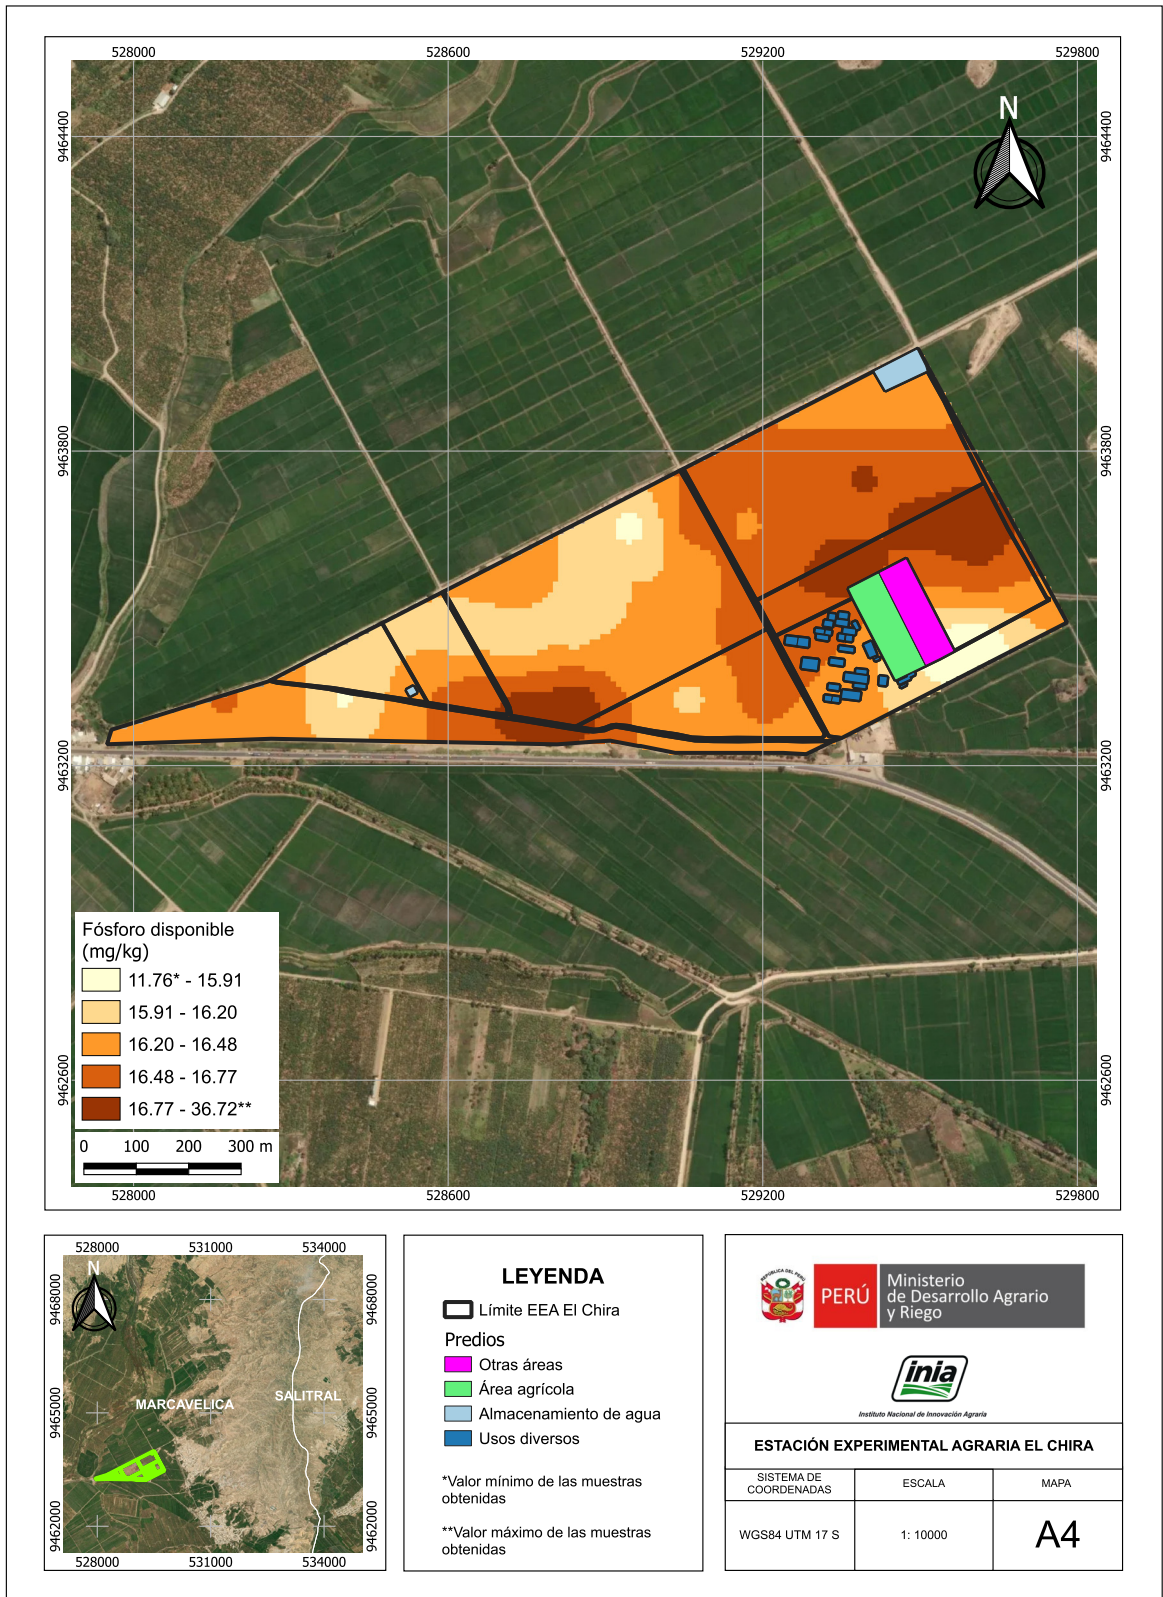 528000 528600 529200 529800
N
9464400 9464400
9463800 9463800
9463200 9463200
9462600 9462600
Fósforo disponible
(mg/kg)
11.76* - 15.91
15.91 - 16.20
16.20 - 16.48
16.48 - 16.77
16.77 - 36.72**
0 100 200 300 m
528000 528600 529200 529800
528000 531000 534000
N
9468000 9468000
MARCAVELICA
SALITRAL
9465000 9465000
9462000 9462000
528000 531000 534000
LEYENDA
Límite EEA El Chira
Predios
Otras áreas
Área agrícola
Almacenamiento de agua
Usos diversos
*Valor mínimo de las muestras
obtenidas
**Valor máximo de las muestras
obtenidas
REPÚBLICA DEL PERÚ
PERÚ
Ministerio
de Desarrollo Agrario
y Riego
inia
Instituto Nacional de Innovación Agraria
ESTACIÓN EXPERIMENTAL AGRARIA EL CHIRA
SISTEMA DE
COORDENADAS
ESCALA
MAPA
WGS84 UTM 17 S
1: 10000
A4